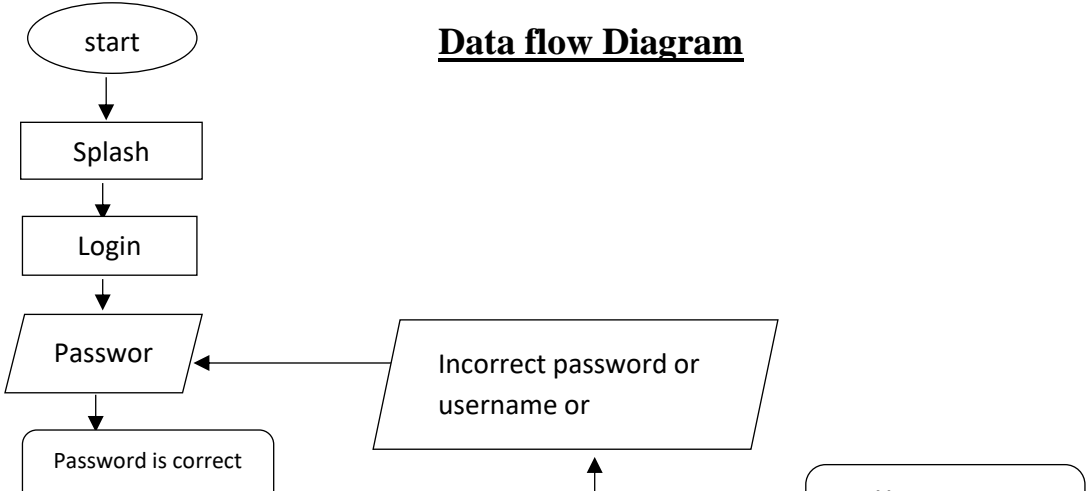 start
Data flow Diagram
Splash
Login
Passwor
Incorrect password or
username or
Password is correct